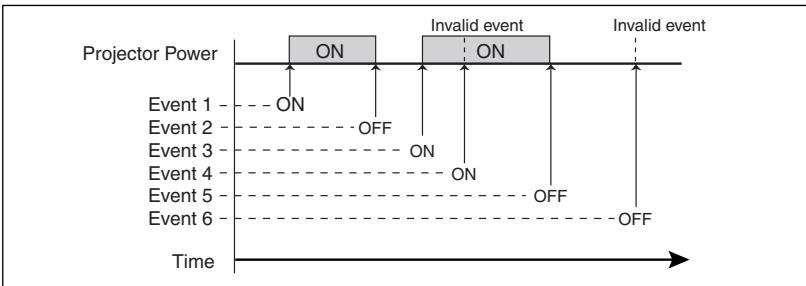 Invalid event Invalid event
Projector Power ON ON
Event 1 ON
Event 2 OFF
Event 3 ON
Event 4 ON
Event 5 OFF
Event 6 OFF
Time